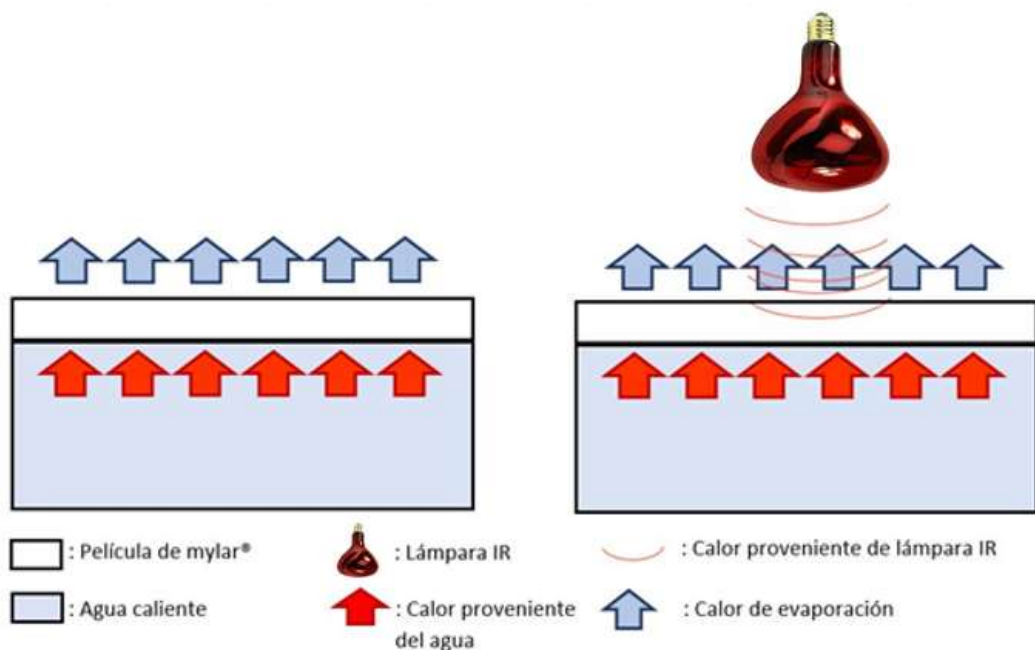 : Película de mylar®
: Lámpara IR
: Calor proveniente de lámpara IR
: Agua caliente
: Calor proveniente
del agua
: Calor de evaporación